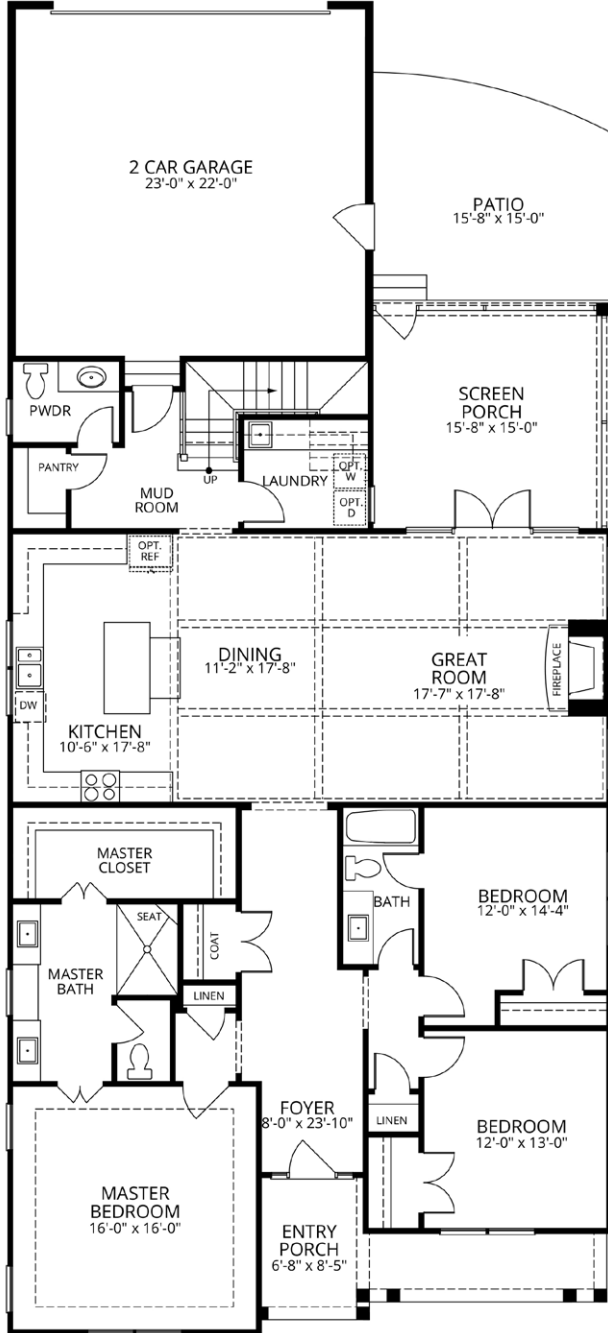 2 CAR GARAGE
23'-0" x 22'-0"
PATIO
15'-8" x 15'-0"
PWDR
SCREEN
PORCH
15'-8" x 15'-0"
PANTRY
MUD
ROOM
UP
LAUNDRY
OPT.
W
OPT.
D
OPT.
REF
DINING
11'-2" x 17'-8"
GREAT
ROOM
17'-7" x 17'-8"
FIREPLACE
DW
KITCHEN
10'-6" x 17'-8"
MASTER
CLOSET
SEAT
COAT
BATH
BEDROOM
12'-0" x 14'-4"
MASTER
BATH
LINEN
FOYER
8'-0" x 23'-10"
LINEN
BEDROOM
12'-0" x 13'-0"
MASTER
BEDROOM
16'-0" x 16'-0"
ENTRY
PORCH
6'-8" x 8'-5"